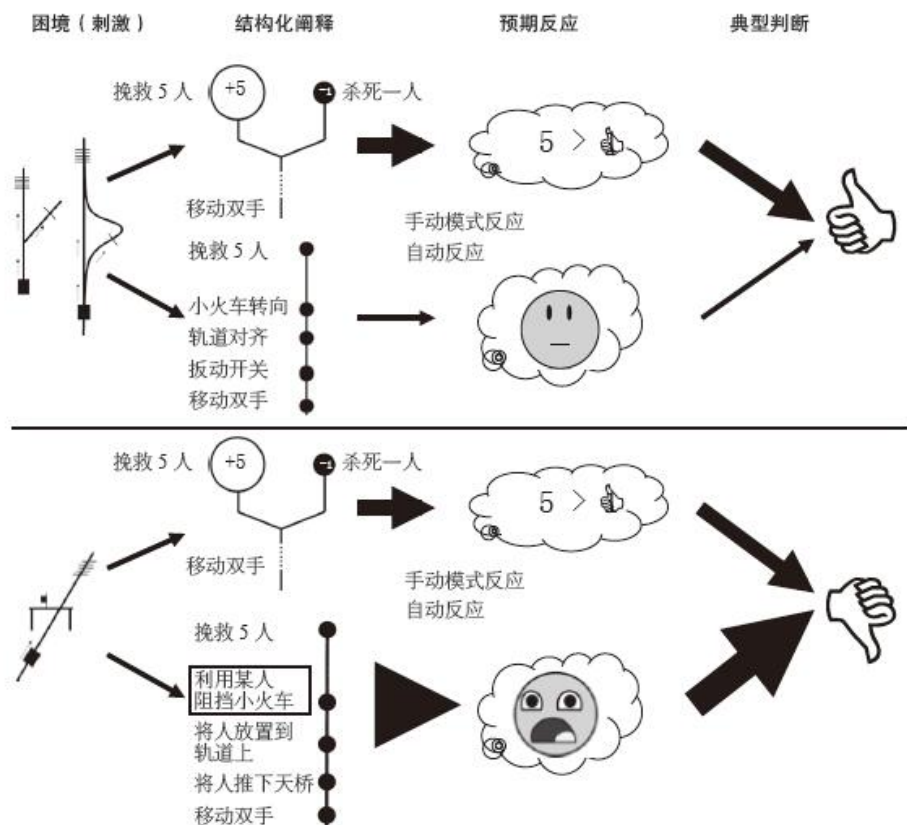 困境（刺激） 结构化阐释 预期反应 典型判断
挽救 5 人 +5 -1 杀死一人
5 >
移动双手
手动模式反应
自动反应
挽救 5 人
小火车转向
轨道对齐
扳动开关
移动双手
挽救 5 人 +5 -1 杀死一人
5 >
移动双手
手动模式反应
自动反应
挽救 5 人
利用某人
阻挡小火车
将人放置到
轨道上
将人推下天桥
移动双手